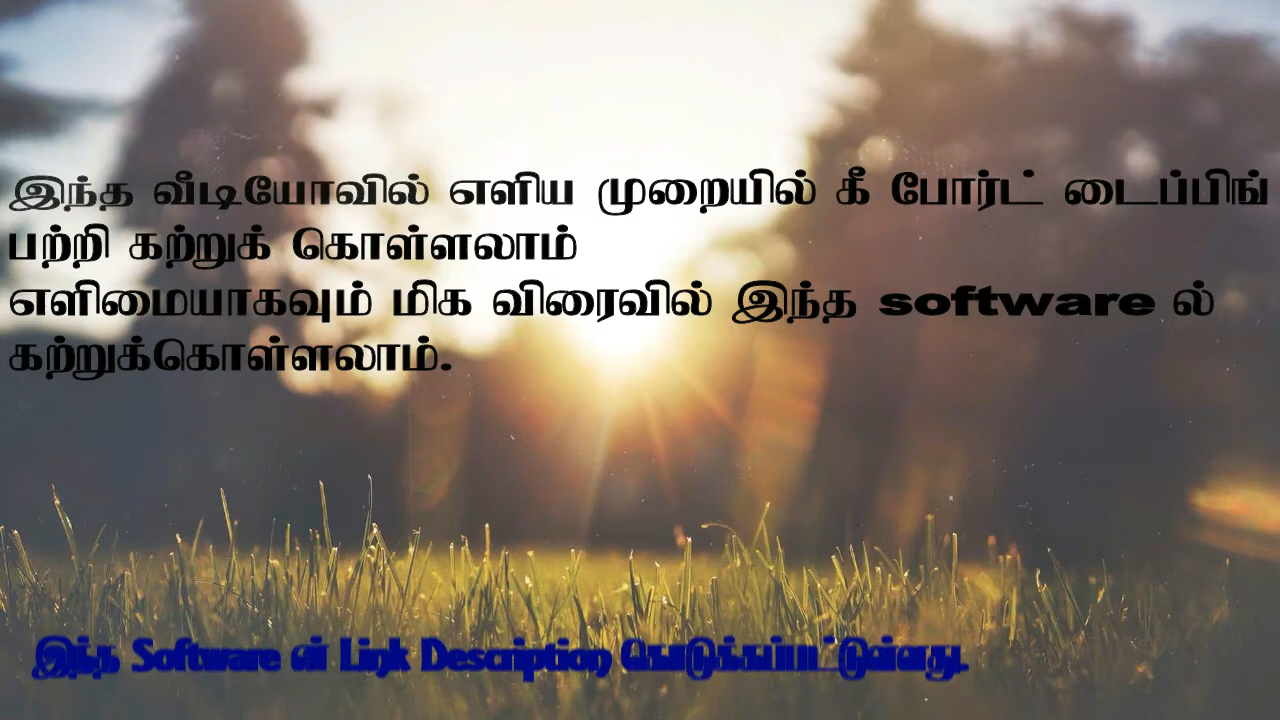 இந்த வீடியோவில் எளிய முறையில் கீ போர்ட் டைப்பிங்
பற்றி கற்றுக் கொள்ளலாம்
எளிமையாகவும் மிக விரைவில் இந்த software ல்
கற்றுக்கொள்ளலாம்.
இந்த Software ன் Link Description கொடுக்கப்பட்டுள்ளது.